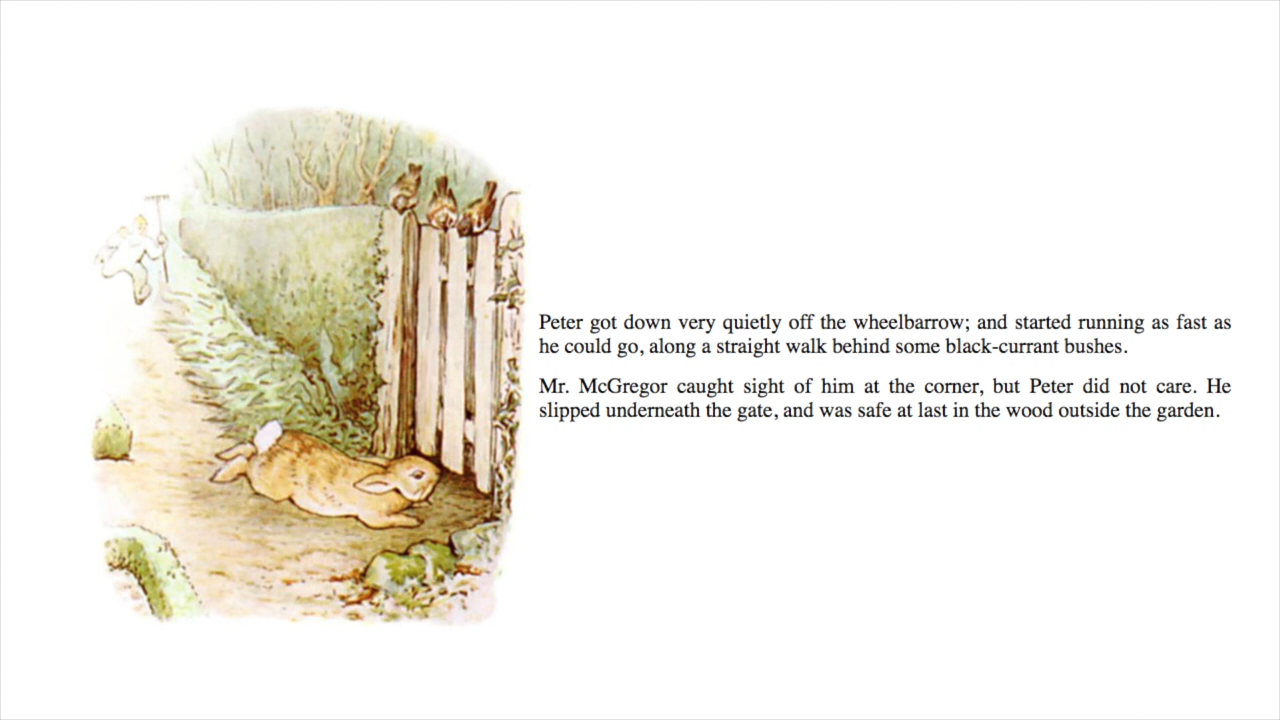 Peter got down very quietly off the wheelbarrow; and started running as fast as
he could go, along a straight walk behind some black-currant bushes.
Mr. McGregor caught sight of him at the corner, but Peter did not care. He
slipped underneath the gate, and was safe at last in the wood outside the garden.